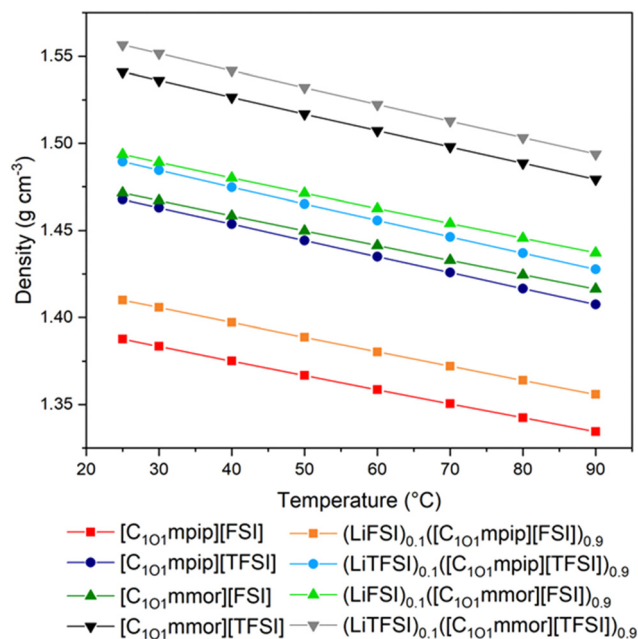 1.55
1.50
1.45
1.40
1.35
Density (g cm⁻³)
20 30 40 50 60 70 80 90
Temperature (°C)
[C₁O₁mpip][FSI] (LiFSI)₀.₁([C₁O₁mpip][FSI])₀.₉
[C₁O₁mpip][TFSI] (LiTFSI)₀.₁([C₁O₁mpip][TFSI])₀.₉
[C₁O₁mmor][FSI] (LiFSI)₀.₁([C₁O₁mmor][FSI])₀.₉
[C₁O₁mmor][TFSI] (LiTFSI)₀.₁([C₁O₁mmor][TFSI])₀.₉